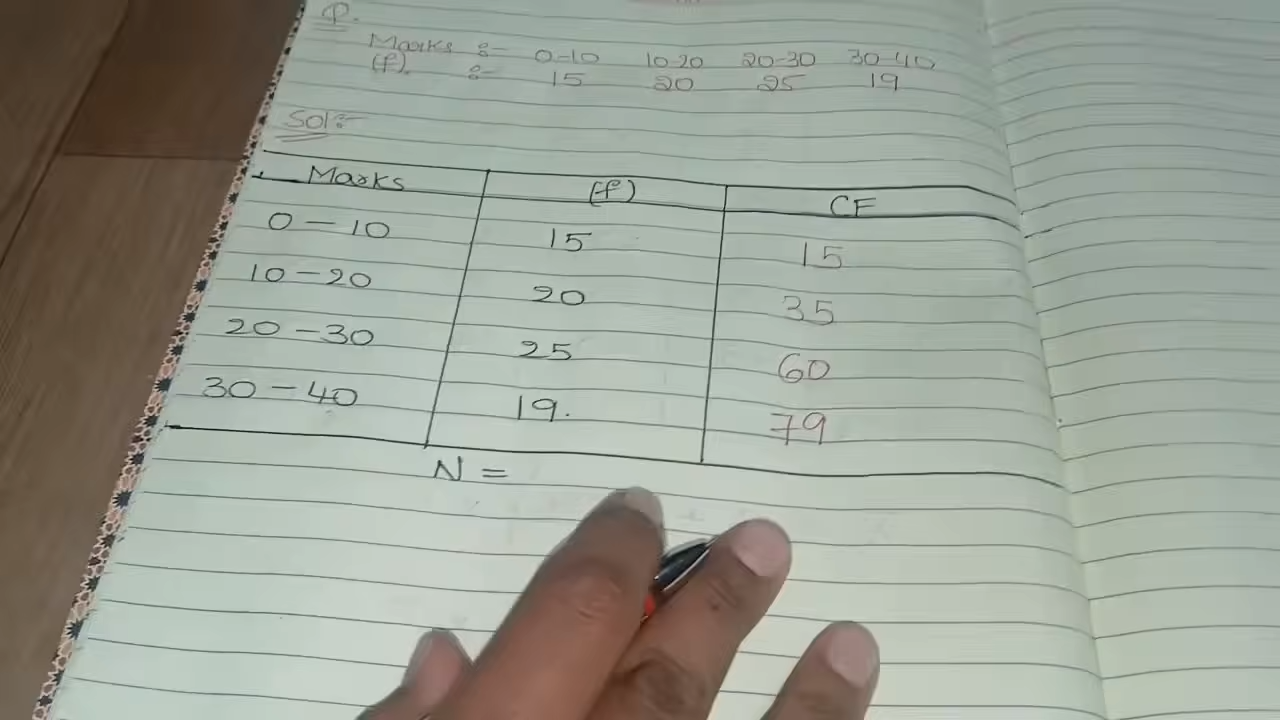 Q.
Marks :- 0-10 10-20 20-30 30-40
(f). :- 15 20 25 19
Sol:-
Marks (f) CF
0 - 10 15 15
10 - 20 20 35
20 - 30 25 60
30 - 40 19. 79
N =